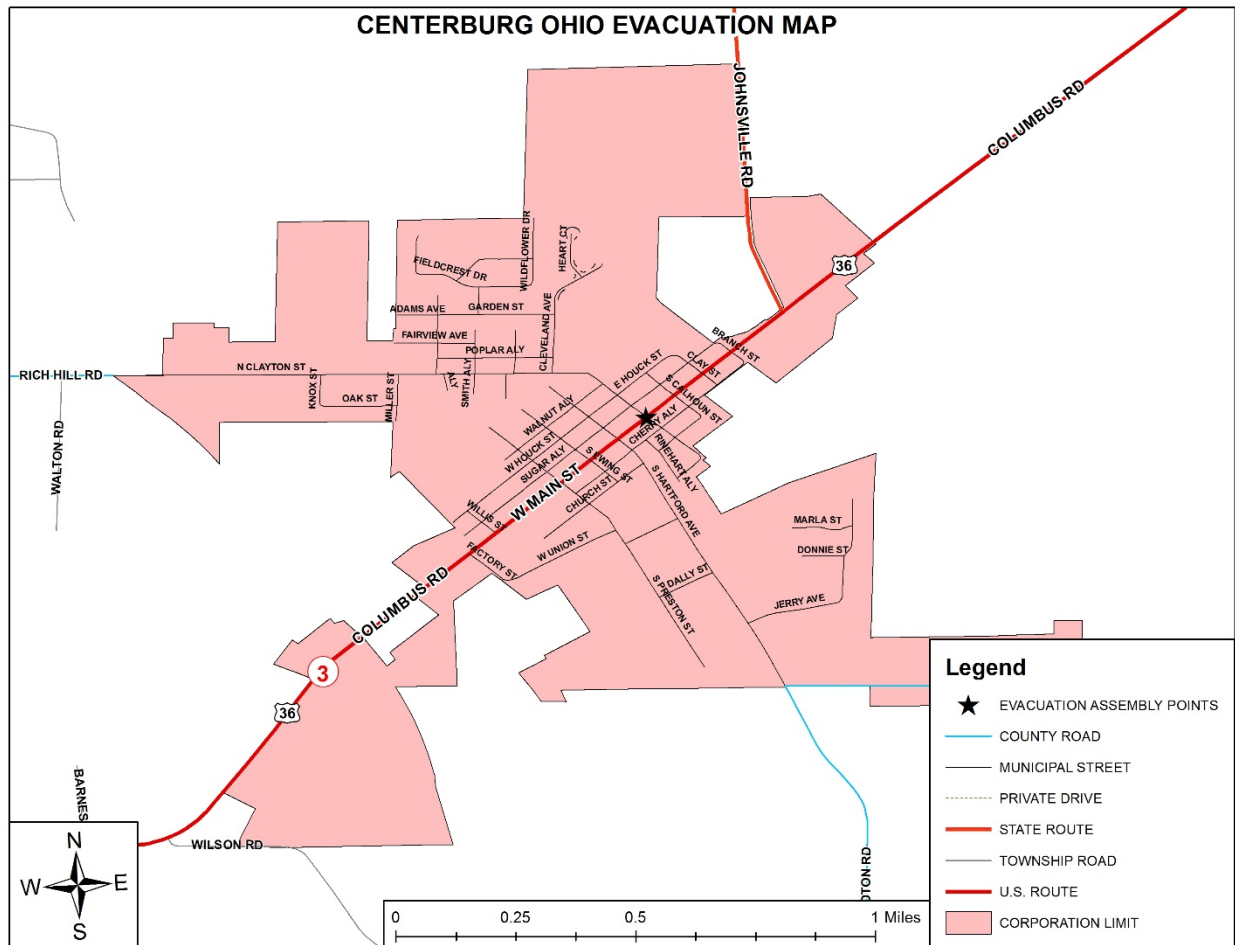 CENTERBURG OHIO EVACUATION MAP
JOHNSVILLE RD
COLUMBUS RD
36
WILDFLOWER DR
HEART CT
FIELDCREST DR
ADAMS AVE
GARDEN ST
FAIRVIEW AVE
CLEVELAND AVE
POPLAR ALY
BRANCH ST
E HOUCK ST
CLAY ST
RICH HILL RD
N CLAYTON ST
KNOX ST
OAK ST
MILLER ST
ALY
SMITH ALY
S CALHOUN ST
WALNUT ALY
CHERRY ALY
W HOUCK ST
SUGAR ALY
S EWING ST
RINEHART ALY
WALTON RD
W MAIN ST
CHURCH ST
S HARTFORD AVE
WILLIS ST
MARLA ST
DONNIE ST
FACTORY ST
W UNION ST
DALLY ST
JERRY AVE
S PRESTON ST
COLUMBUS RD
3
36
BARNES
WILSON RD
OTON RD
N
W
E
S
0
0.25
0.5
1 Miles
Legend
EVACUATION ASSEMBLY POINTS
COUNTY ROAD
MUNICIPAL STREET
PRIVATE DRIVE
STATE ROUTE
TOWNSHIP ROAD
U.S. ROUTE
CORPORATION LIMIT